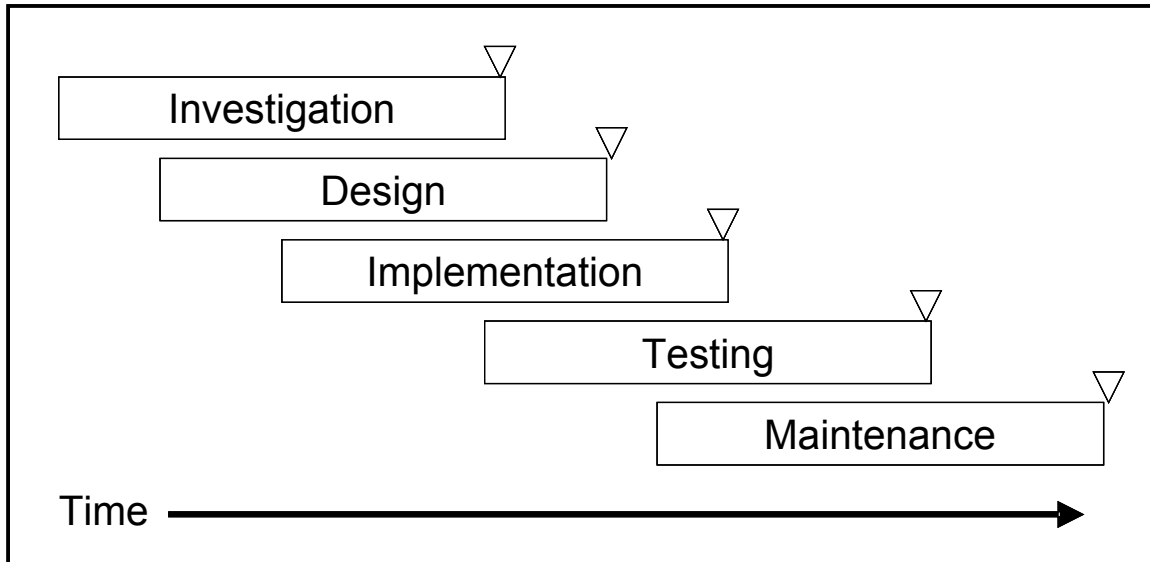 Investigation
Design
Implementation
Testing
Maintenance
Time